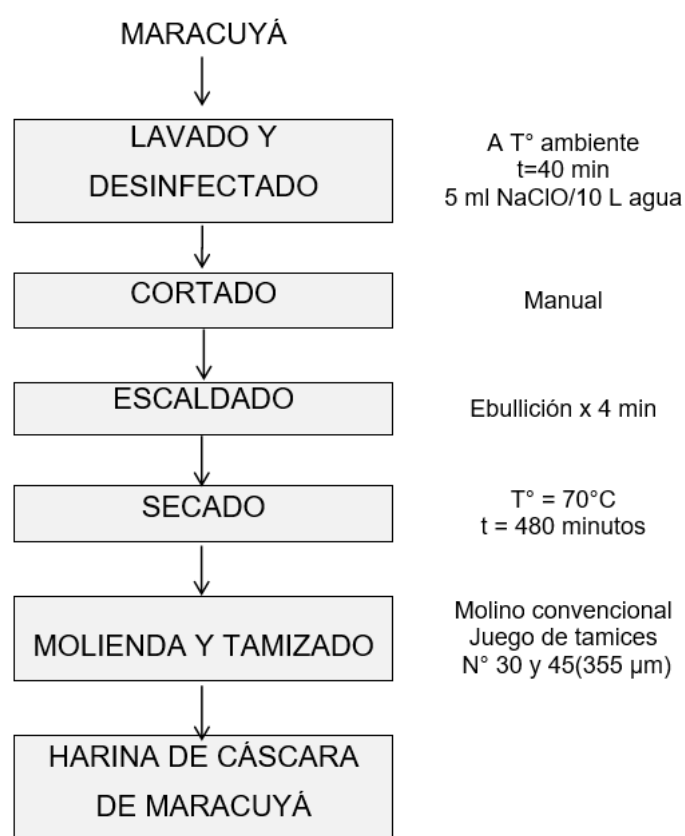 MARACUYÁ
LAVADO Y
DESINFECTADO
A T° ambiente
t=40 min
5 ml NaClO/10 L agua
CORTADO
Manual
ESCALDADO
Ebullición x 4 min
SECADO
T° = 70°C
t = 480 minutos
MOLIENDA Y TAMIZADO
Molino convencional
Juego de tamices
N° 30 y 45(355 µm)
HARINA DE CÁSCARA
DE MARACUYÁ